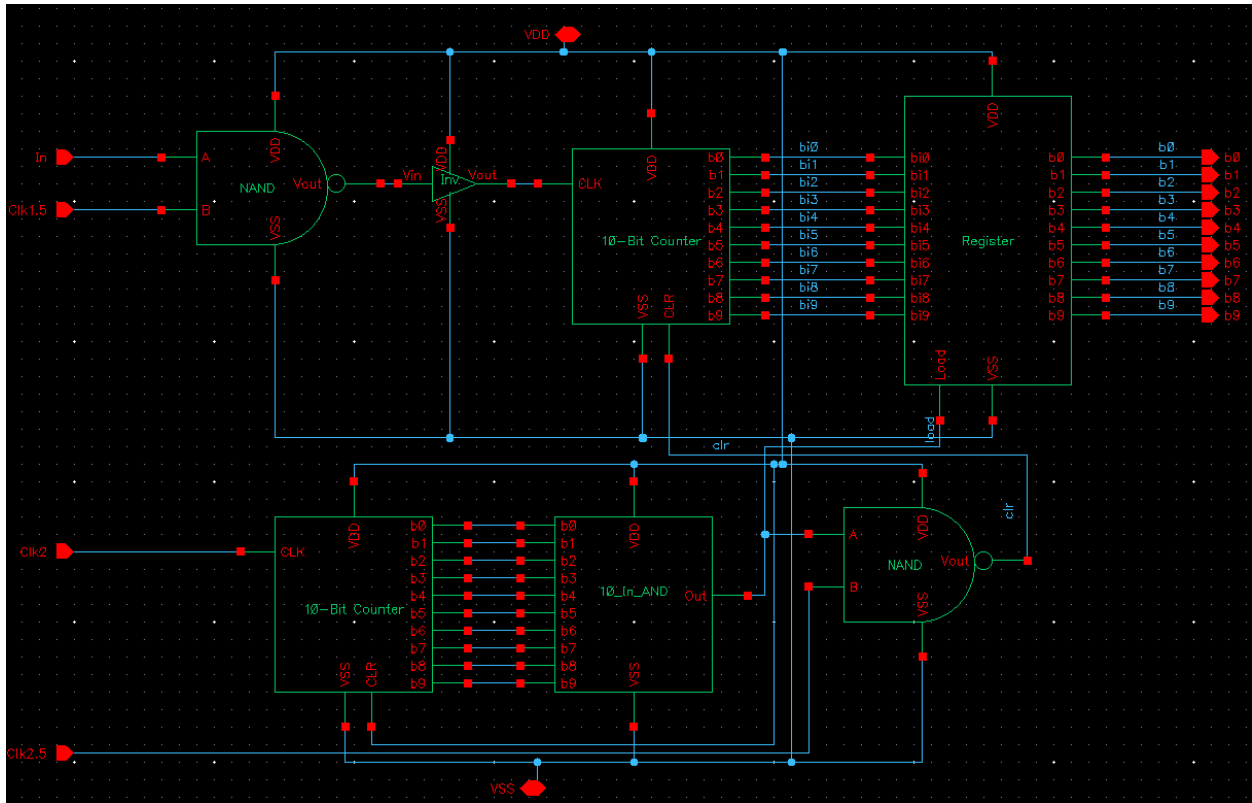 VDD
In
A
B
VDD
NAND
VSS
Vout
Vin
VDD
Inv
VSS
Vout
CLK
VDD
10-Bit Counter
VSS
CLR
b0
b1
b2
b3
b4
b5
b6
b7
b8
b9
bi0
bi1
bi2
bi3
bi4
bi5
bi6
bi7
bi8
bi9
bi0
bi1
bi2
bi3
bi4
bi5
bi6
bi7
bi8
bi9
VDD
Register
Load
VSS
b0
b1
b2
b3
b4
b5
b6
b7
b8
b9
b0
b1
b2
b3
b4
b5
b6
b7
b8
b9
b0
b1
b2
b3
b4
b5
b6
b7
b8
b9
Clk1.5
load
clr
Clk2
CLK
VDD
10-Bit Counter
VSS
CLR
b0
b1
b2
b3
b4
b5
b6
b7
b8
b9
b0
b1
b2
b3
b4
b5
b6
b7
b8
b9
VDD
10_In_AND
VSS
Out
A
B
VDD
NAND
VSS
Vout
clr
Clk2.5
VSS